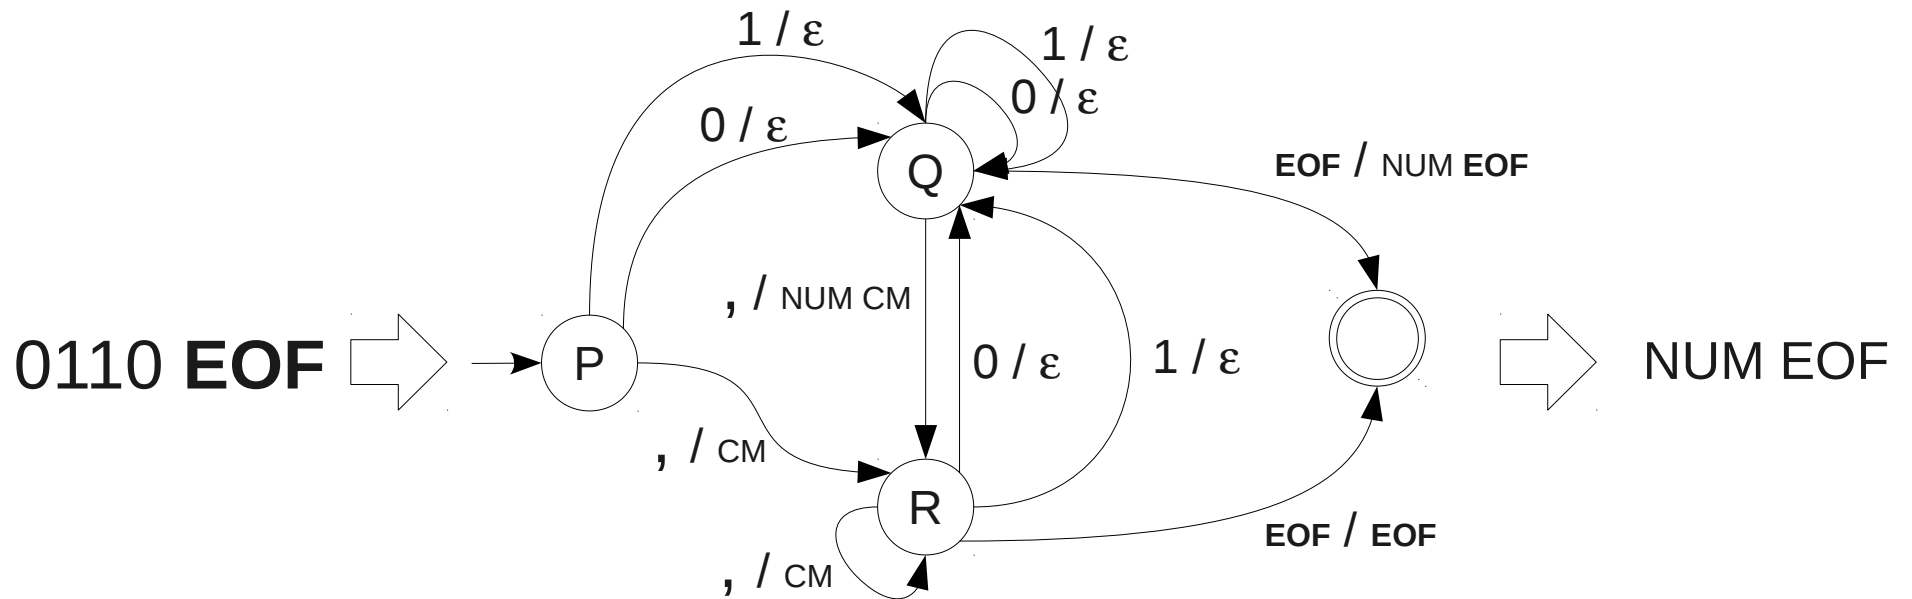 1 / ε
1 / ε
0 / ε
0 / ε
Q
EOF / NUM EOF
, / NUM CM
0110 EOF
P
0 / ε
1 / ε
NUM EOF
, / CM
R
EOF / EOF
, / CM